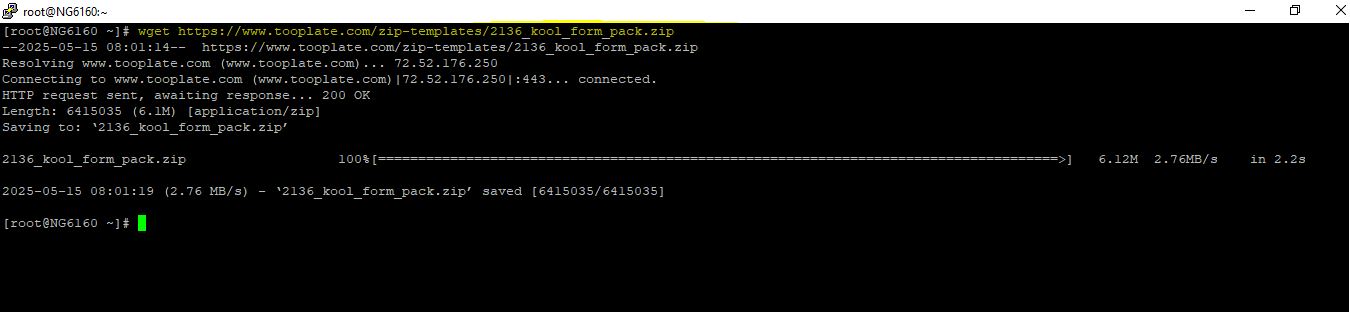 root@NG6160:~
[root@NG6160 ~]# wget https://www.tooplate.com/zip-templates/2136_kool_form_pack.zip
--2025-05-15 08:01:14--  https://www.tooplate.com/zip-templates/2136_kool_form_pack.zip
Resolving www.tooplate.com (www.tooplate.com)... 72.52.176.250
Connecting to www.tooplate.com (www.tooplate.com)|72.52.176.250|:443... connected.
HTTP request sent, awaiting response... 200 OK
Length: 6415035 (6.1M) [application/zip]
Saving to: ‘2136_kool_form_pack.zip’
2136_kool_form_pack.zip 100%[=====================================================================================>] 6.12M 2.76MB/s in 2.2s
2025-05-15 08:01:19 (2.76 MB/s) - ‘2136_kool_form_pack.zip’ saved [6415035/6415035]
[root@NG6160 ~]#